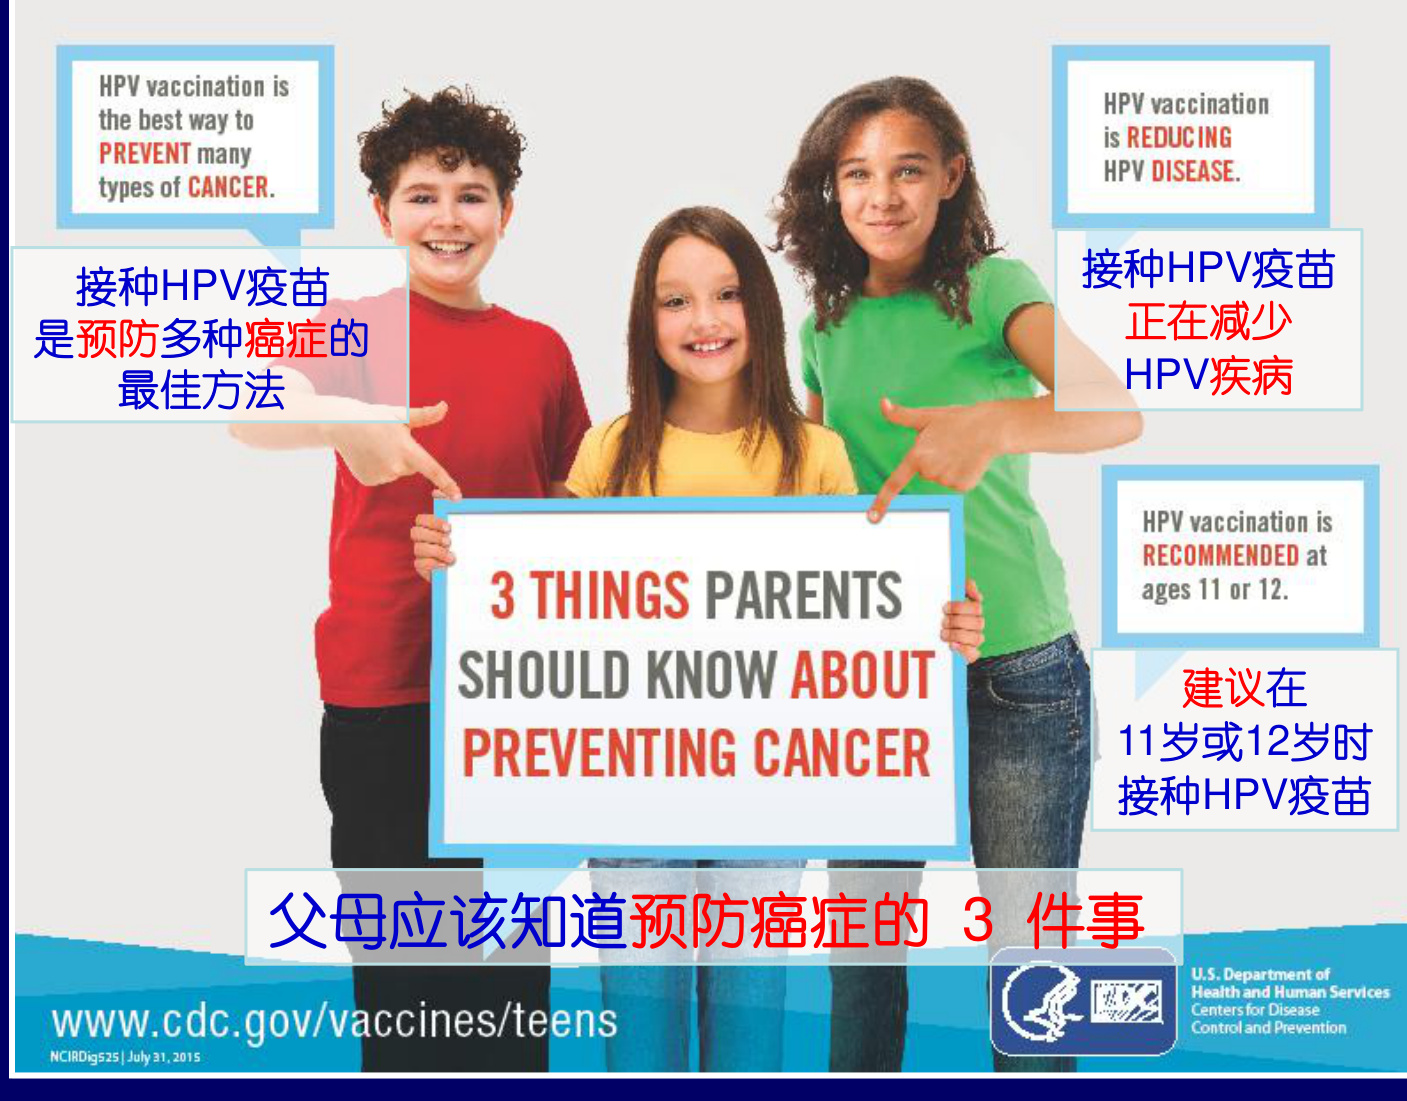 HPV vaccination is
the best way to
PREVENT many
types of CANCER.
接种HPV疫苗
是预防多种癌症的
最佳方法
HPV vaccination
is REDUCING
HPV DISEASE.
接种HPV疫苗
正在减少
HPV疾病
HPV vaccination is
RECOMMENDED at
ages 11 or 12.
建议在
11岁或12岁时
接种HPV疫苗
3 THINGS PARENTS
SHOULD KNOW ABOUT
PREVENTING CANCER
父母应该知道预防癌症的 3 件事
www.cdc.gov/vaccines/teens
NCIRDig525 | July 31, 2015
CDC
U.S. Department of
Health and Human Services
Centers for Disease
Control and Prevention